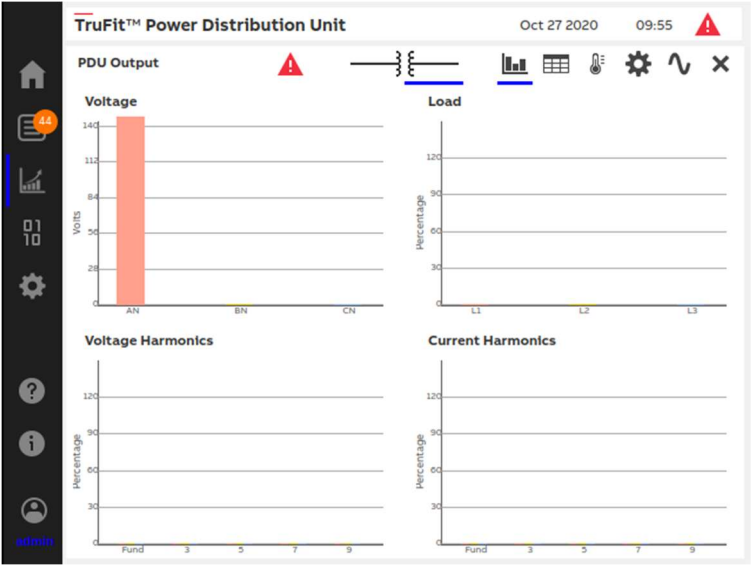 TruFit™ Power Distribution Unit
Oct 27 2020
09:55
PDU Output
44
01
10
admin
Voltage
Volts
140
112
84
56
28
0
AN
BN
CN
Load
Percentage
120
90
60
30
0
L1
L2
L3
Voltage Harmonics
Percentage
120
90
60
30
0
Fund
3
5
7
9
Current Harmonics
Percentage
120
90
60
30
0
Fund
3
5
7
9